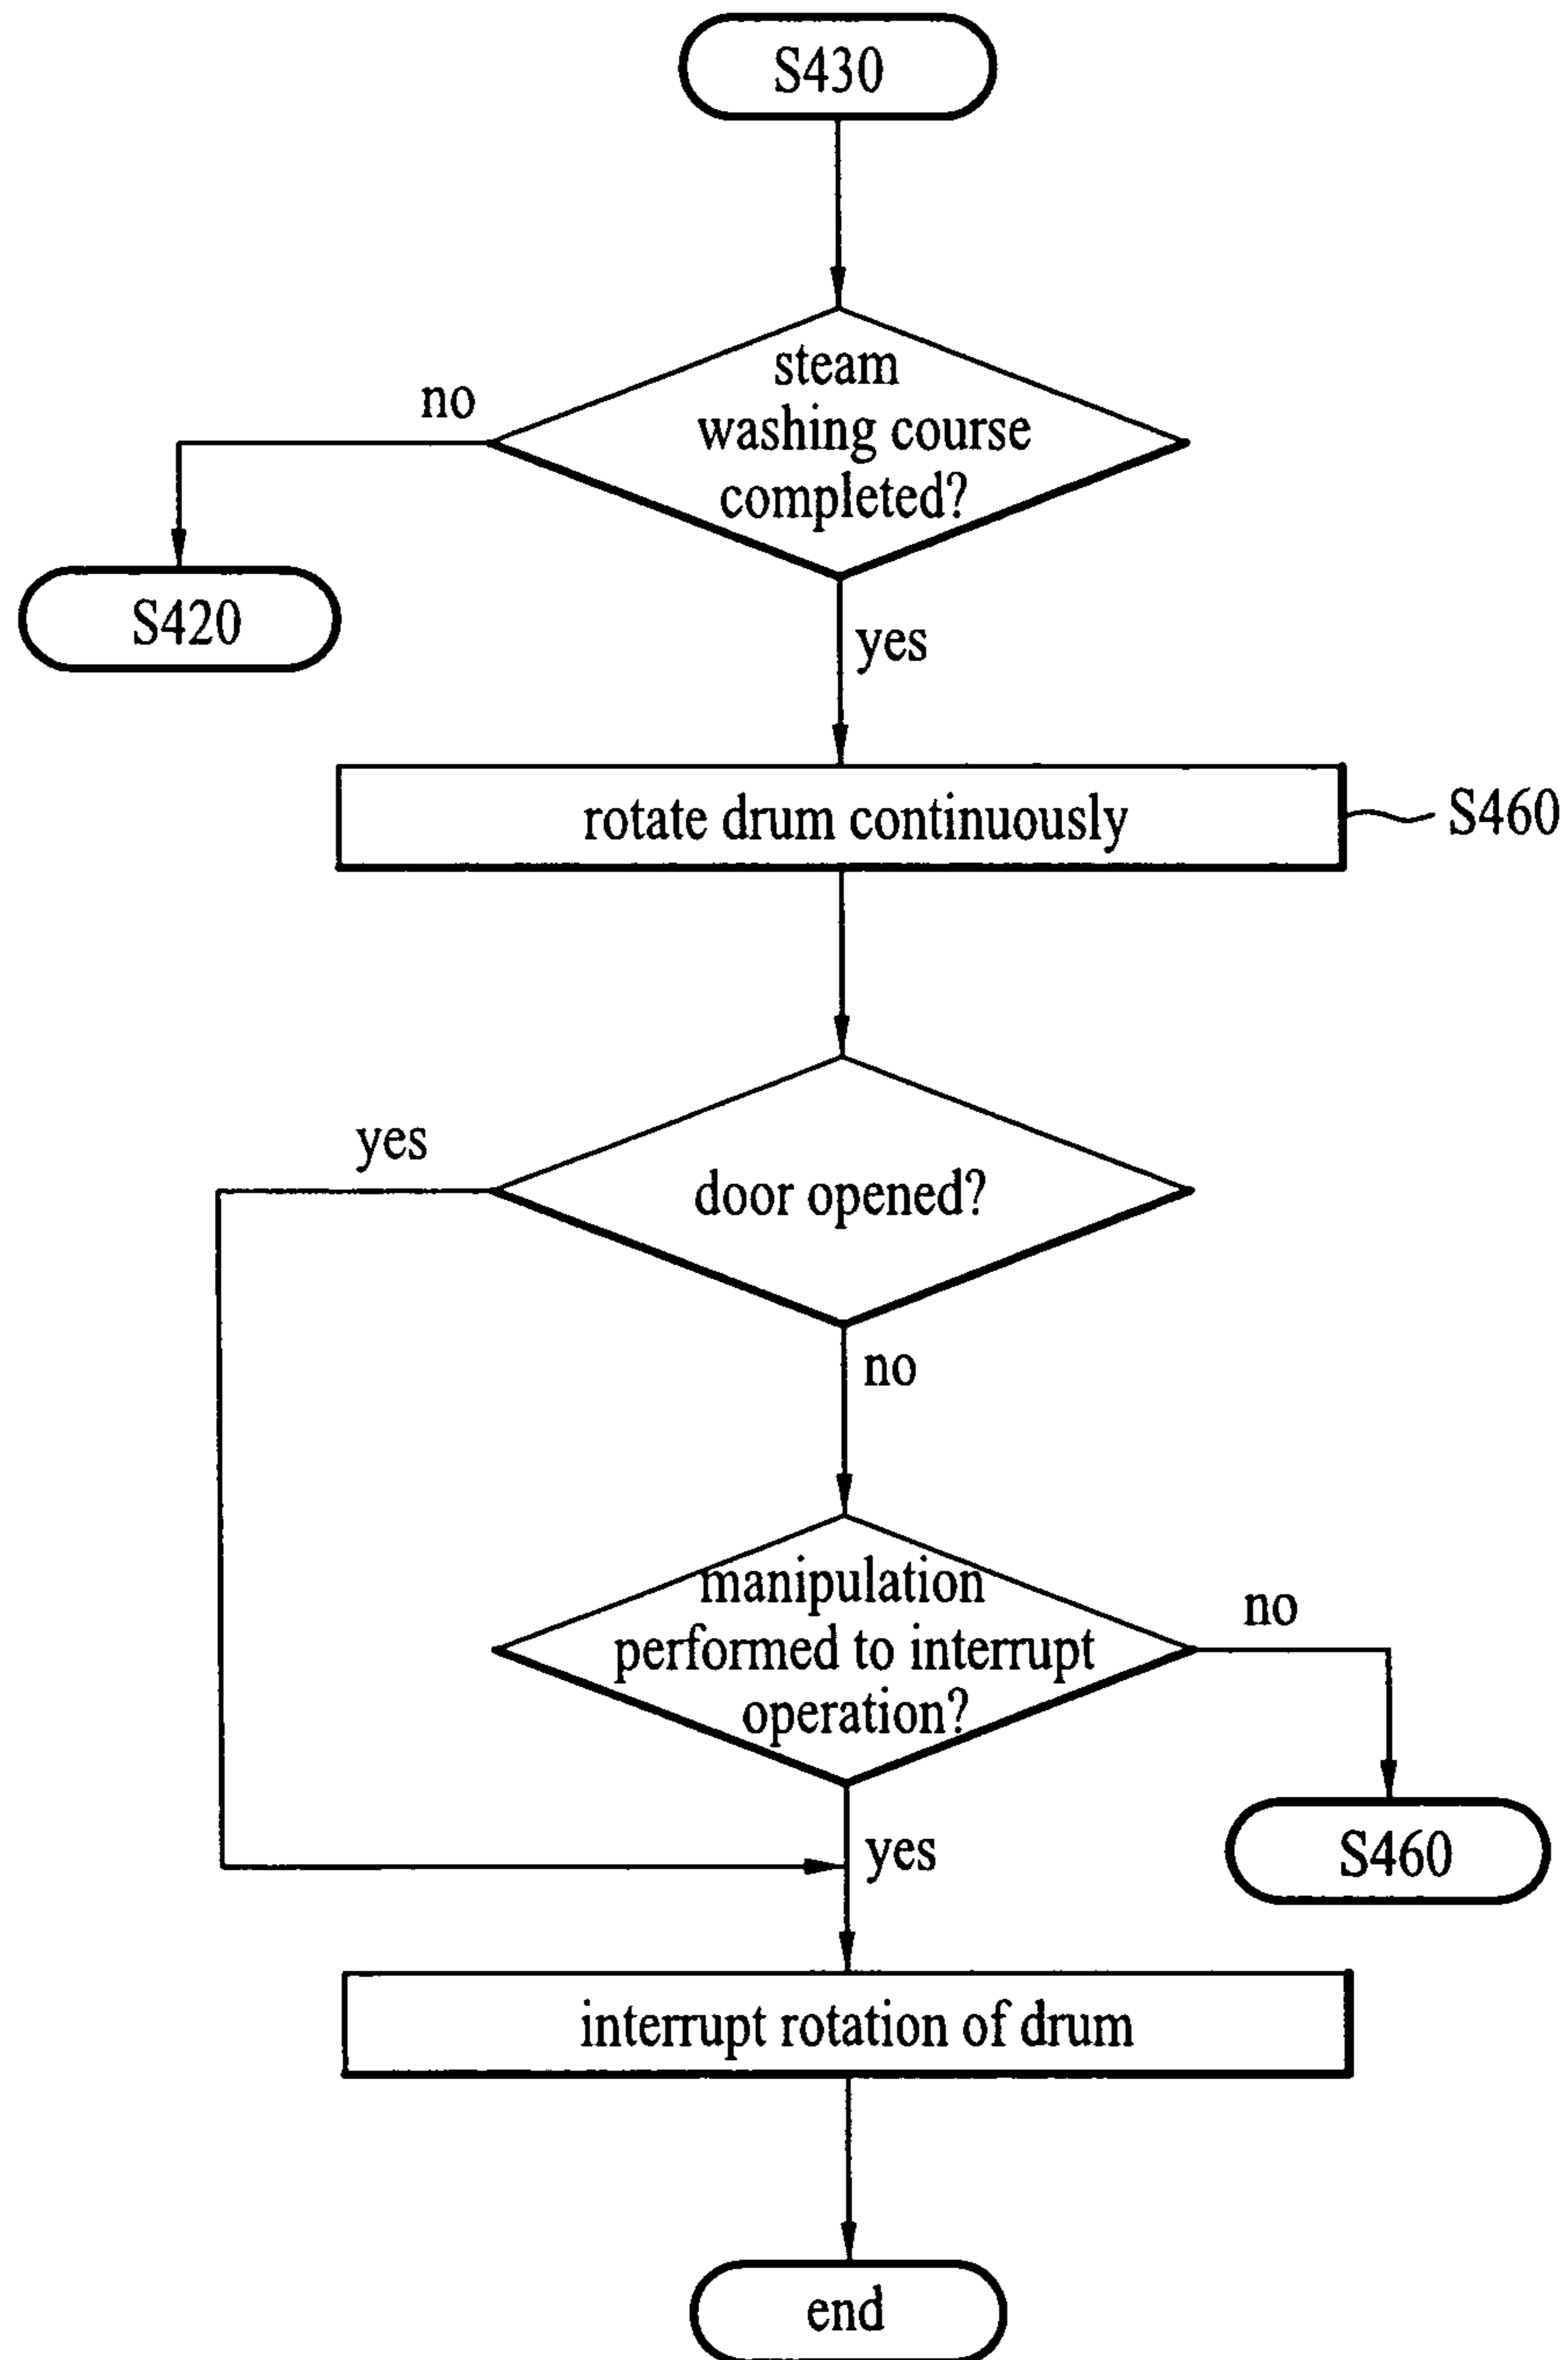 S430
steam
washing course
completed?
no
S420
yes
rotate drum continuously
S460
yes
door opened?
no
manipulation
performed to interrupt
operation?
no
S460
yes
interrupt rotation of drum
end